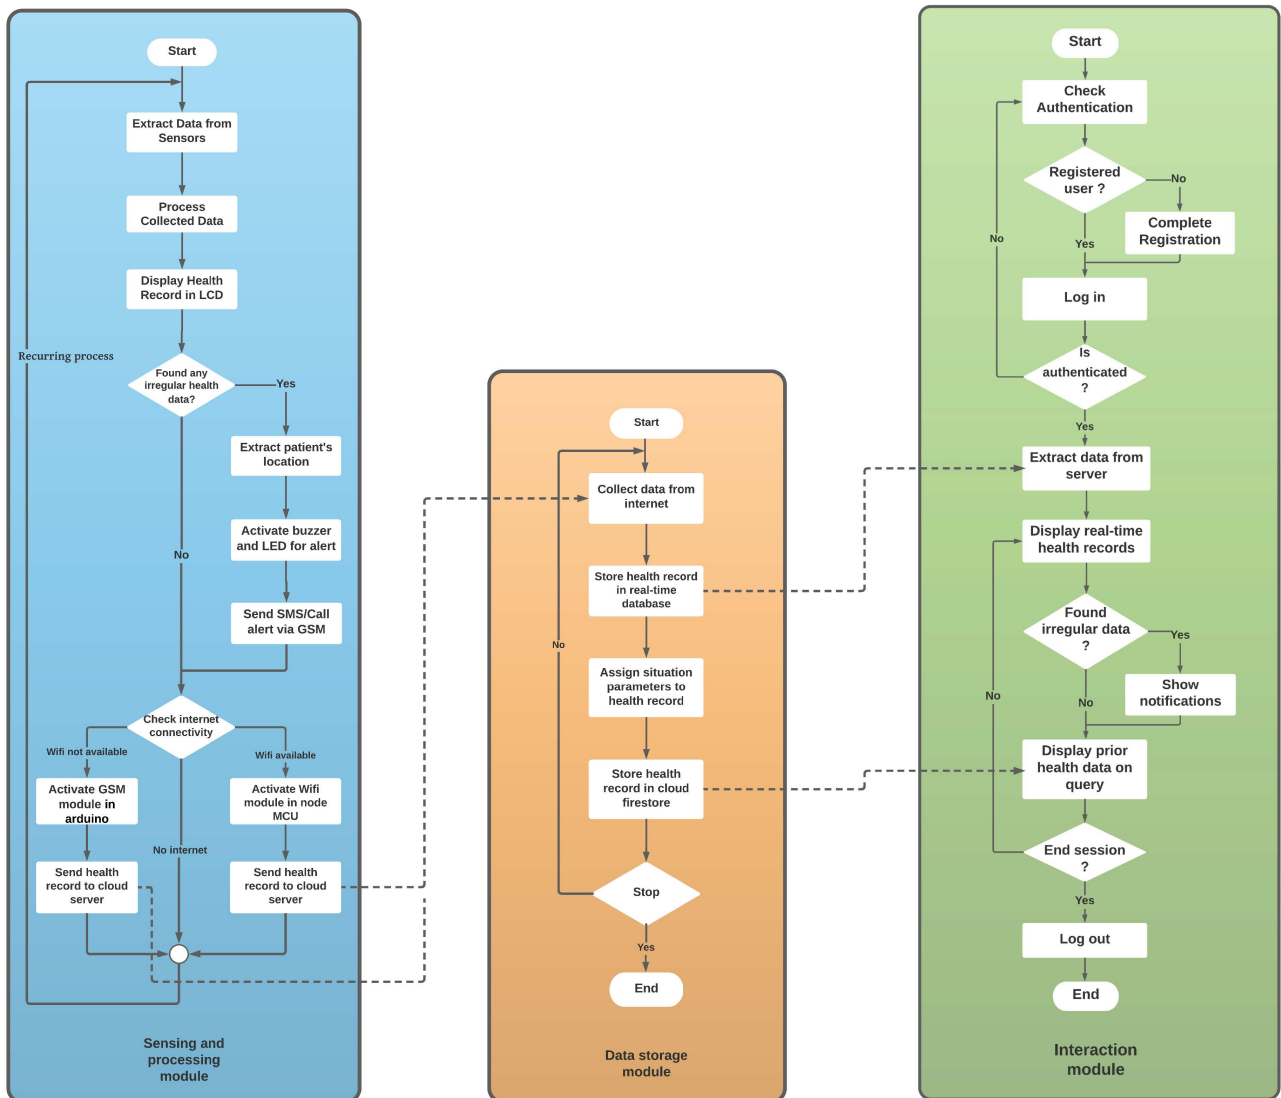 Start
Extract Data from
Sensors
Process
Collected Data
Display Health
Record in LCD
Recurring process
Found any
irregular health
data?
Yes
Extract patient's
location
Activate buzzer
and LED for alert
No
Send SMS/Call
alert via GSM
Check internet
connectivity
Wifi not available
Wifi available
Activate GSM
module in
arduino
Activate Wifi
module in node
MCU
No internet
Send health
record to cloud
server
Send health
record to cloud
server
Sensing and
processing
module
Start
Collect data from
internet
Store health record
in real-time
database
No
Assign situation
parameters to
health record
Store health
record in cloud
firestore
Stop
Yes
End
Data storage
module
Start
Check
Authentication
Registered
user ?
No
Complete
Registration
No
Yes
Log in
Is
authenticated
?
Yes
Extract data from
server
Display real-time
health records
Found
irregular data
?
Yes
Show
notifications
No
No
Display prior
health data on
query
End session
?
Yes
Log out
End
Interaction
module